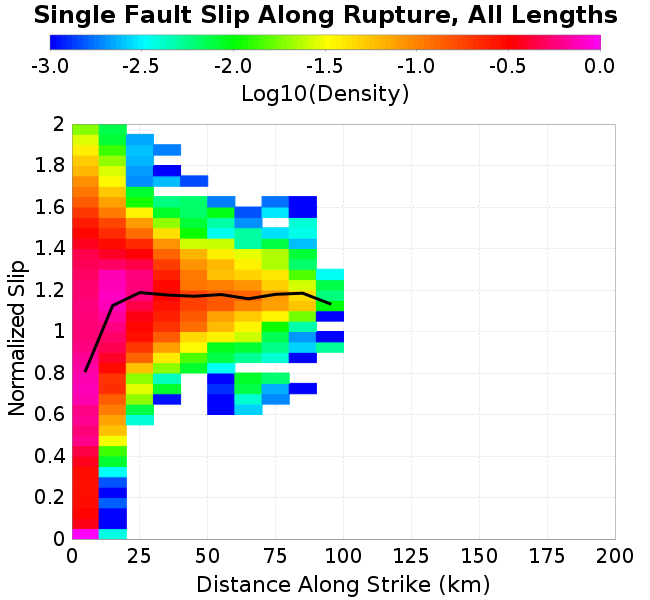 Single Fault Slip Along Rupture, All Lengths
-3.0 -2.5 -2.0 -1.5 -1.0 -0.5 0.0
Log10(Density)
2
1.8
1.6
1.4
1.2
1
0.8
0.6
0.4
0.2
0
Normalized Slip
0 25 50 75 100 125 150 175 200
Distance Along Strike (km)